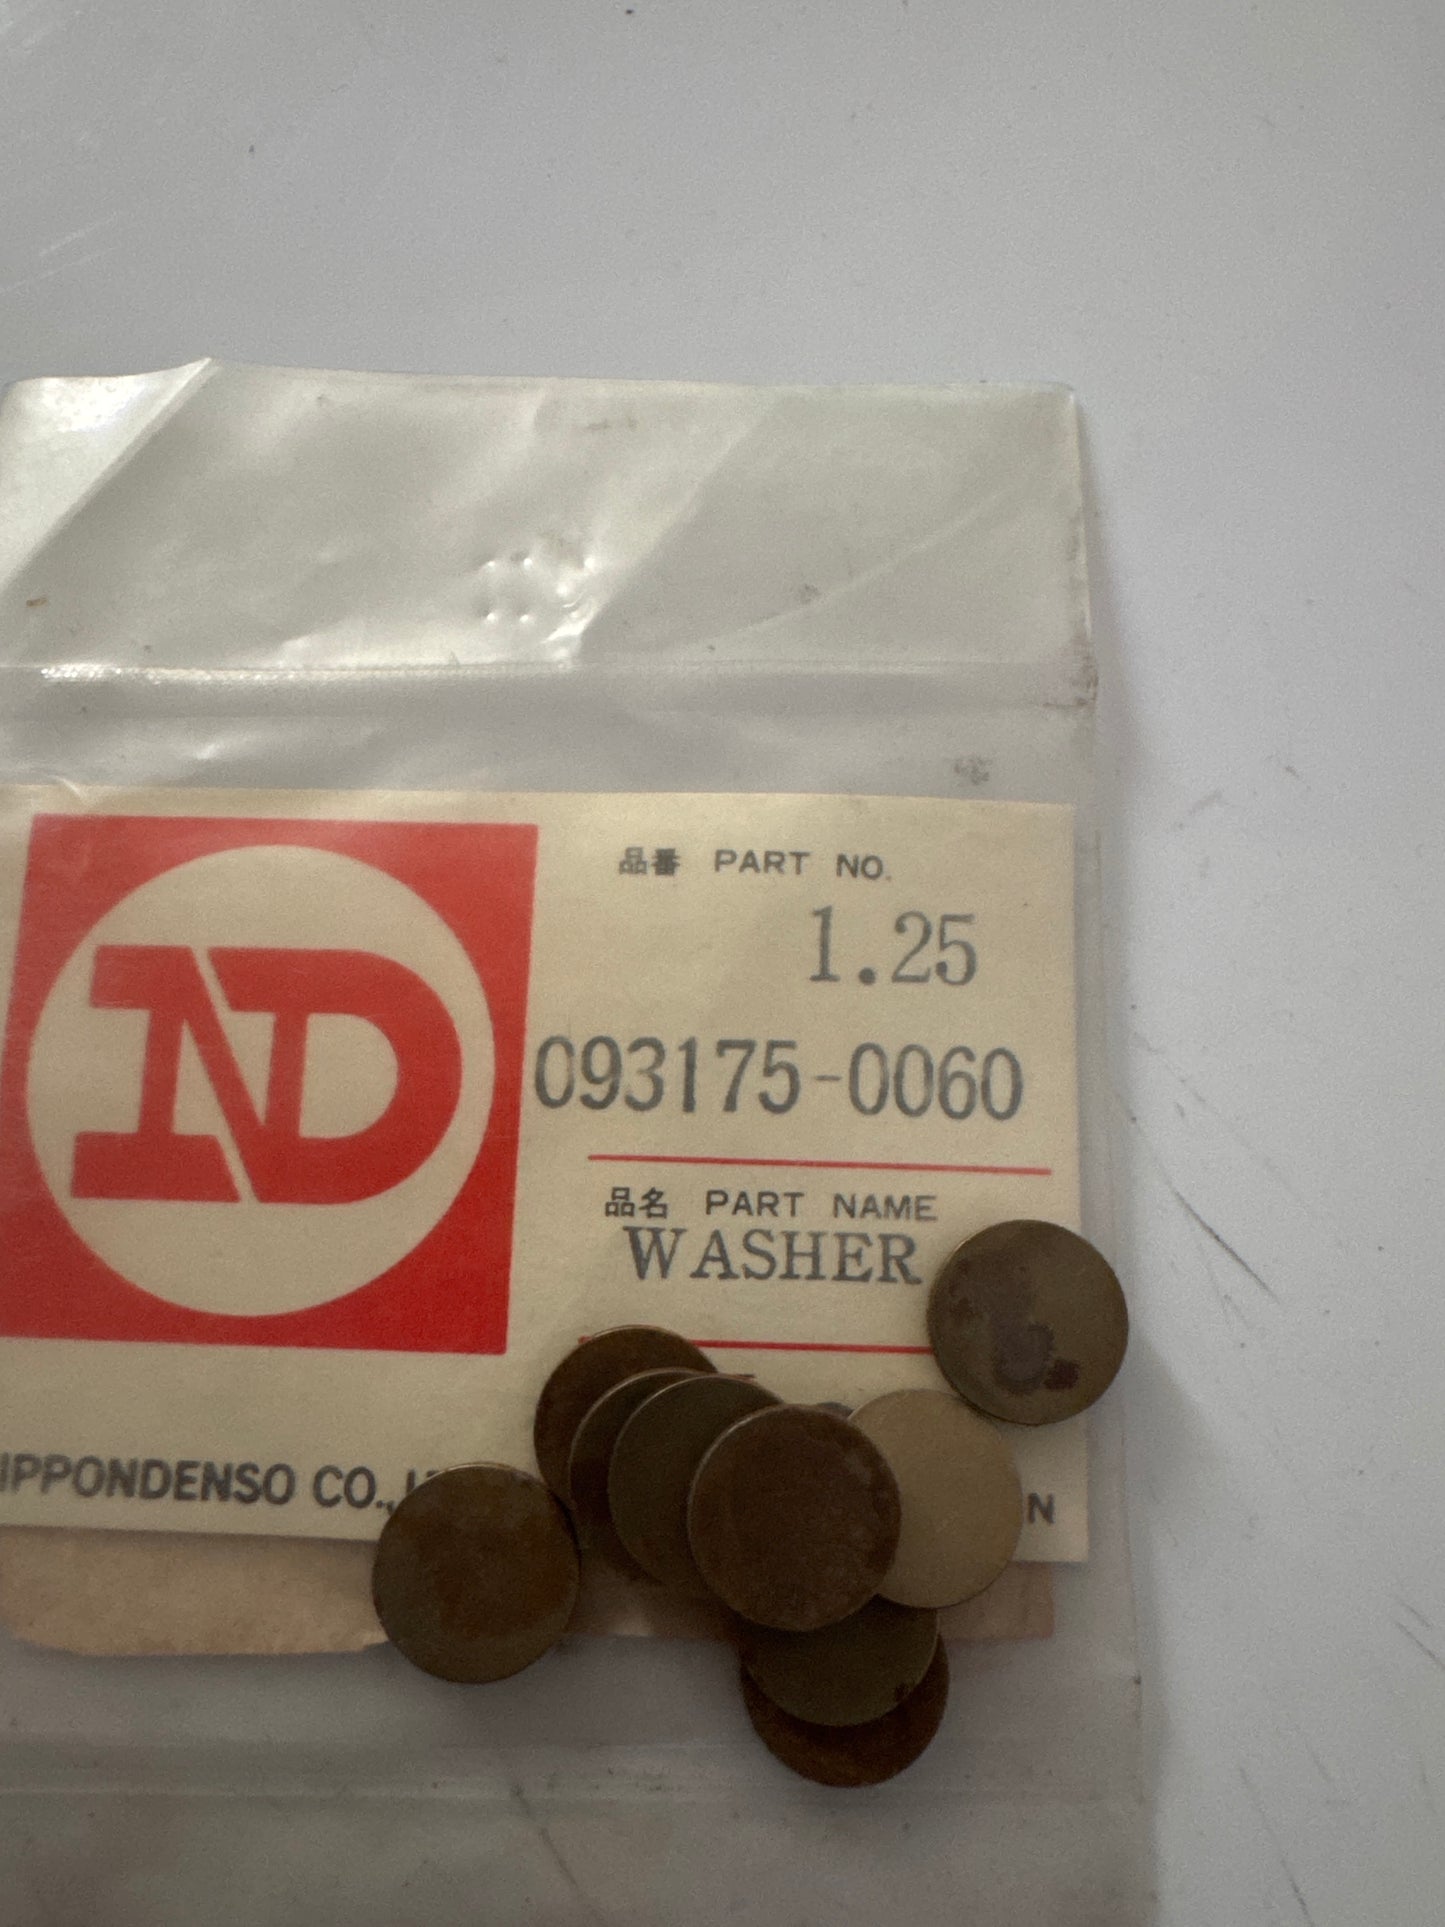 ND
品番 PART NO.
1.25
093175-0060
品名 PART NAME
WASHER
IPPONDENSO CO.,
N